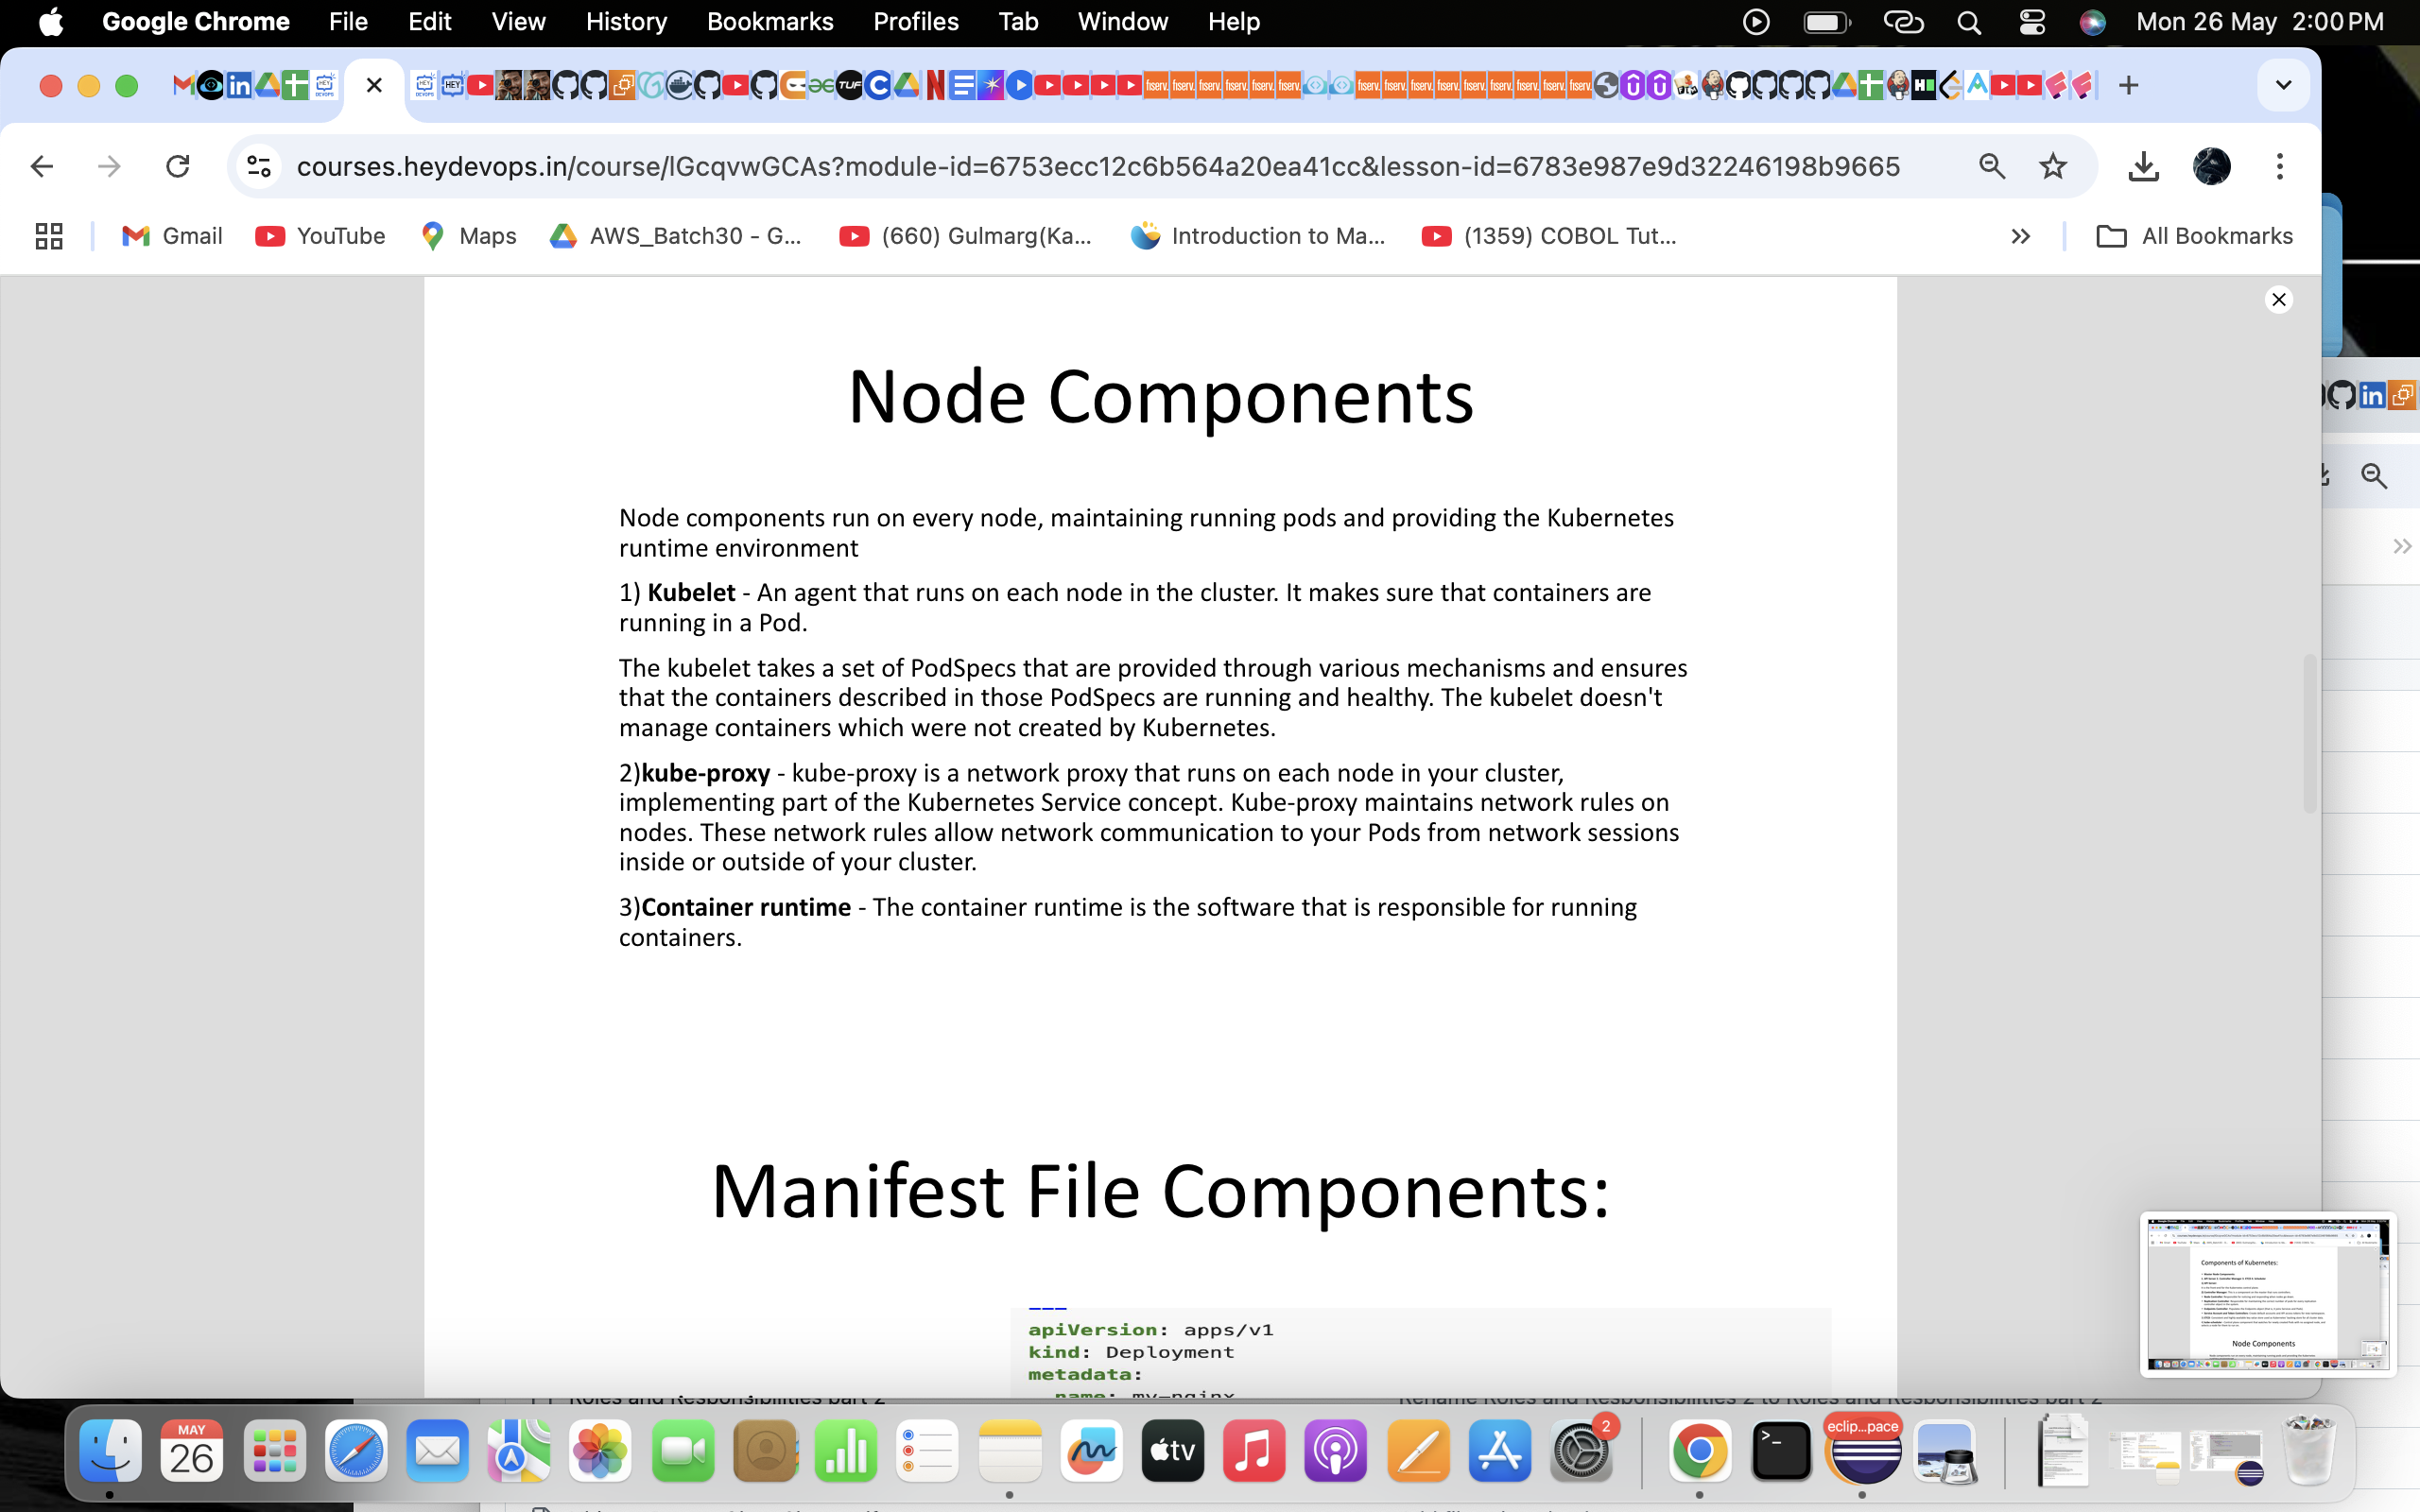 Google Chrome File Edit View History Bookmarks Profiles Tab Window Help Mon 26 May 2:00 PM
courses.heydevops.in/course/lGcqvwGCAs?module-id=6753ecc12c6b564a20ea41cc&lesson-id=6783e987e9d32246198b9665
Gmail YouTube Maps AWS_Batch30 - G... (660) Gulmarg(Ka... Introduction to Ma... (1359) COBOL Tut... All Bookmarks
Node Components
Node components run on every node, maintaining running pods and providing the Kubernetes
runtime environment
1) Kubelet - An agent that runs on each node in the cluster. It makes sure that containers are
running in a Pod.
The kubelet takes a set of PodSpecs that are provided through various mechanisms and ensures
that the containers described in those PodSpecs are running and healthy. The kubelet doesn't
manage containers which were not created by Kubernetes.
2)kube-proxy - kube-proxy is a network proxy that runs on each node in your cluster,
implementing part of the Kubernetes Service concept. Kube-proxy maintains network rules on
nodes. These network rules allow network communication to your Pods from network sessions
inside or outside of your cluster.
3)Container runtime - The container runtime is the software that is responsible for running
containers.
Manifest File Components:
---
apiVersion: apps/v1
kind: Deployment
metadata:
name: my-nginx
Components of Kubernetes:
Node Components
Roles and Responsibilities part 2 Rename Roles and Responsibilities 2 to Roles and Responsibilities part 2
MAY
26
tv
2
eclip...pace